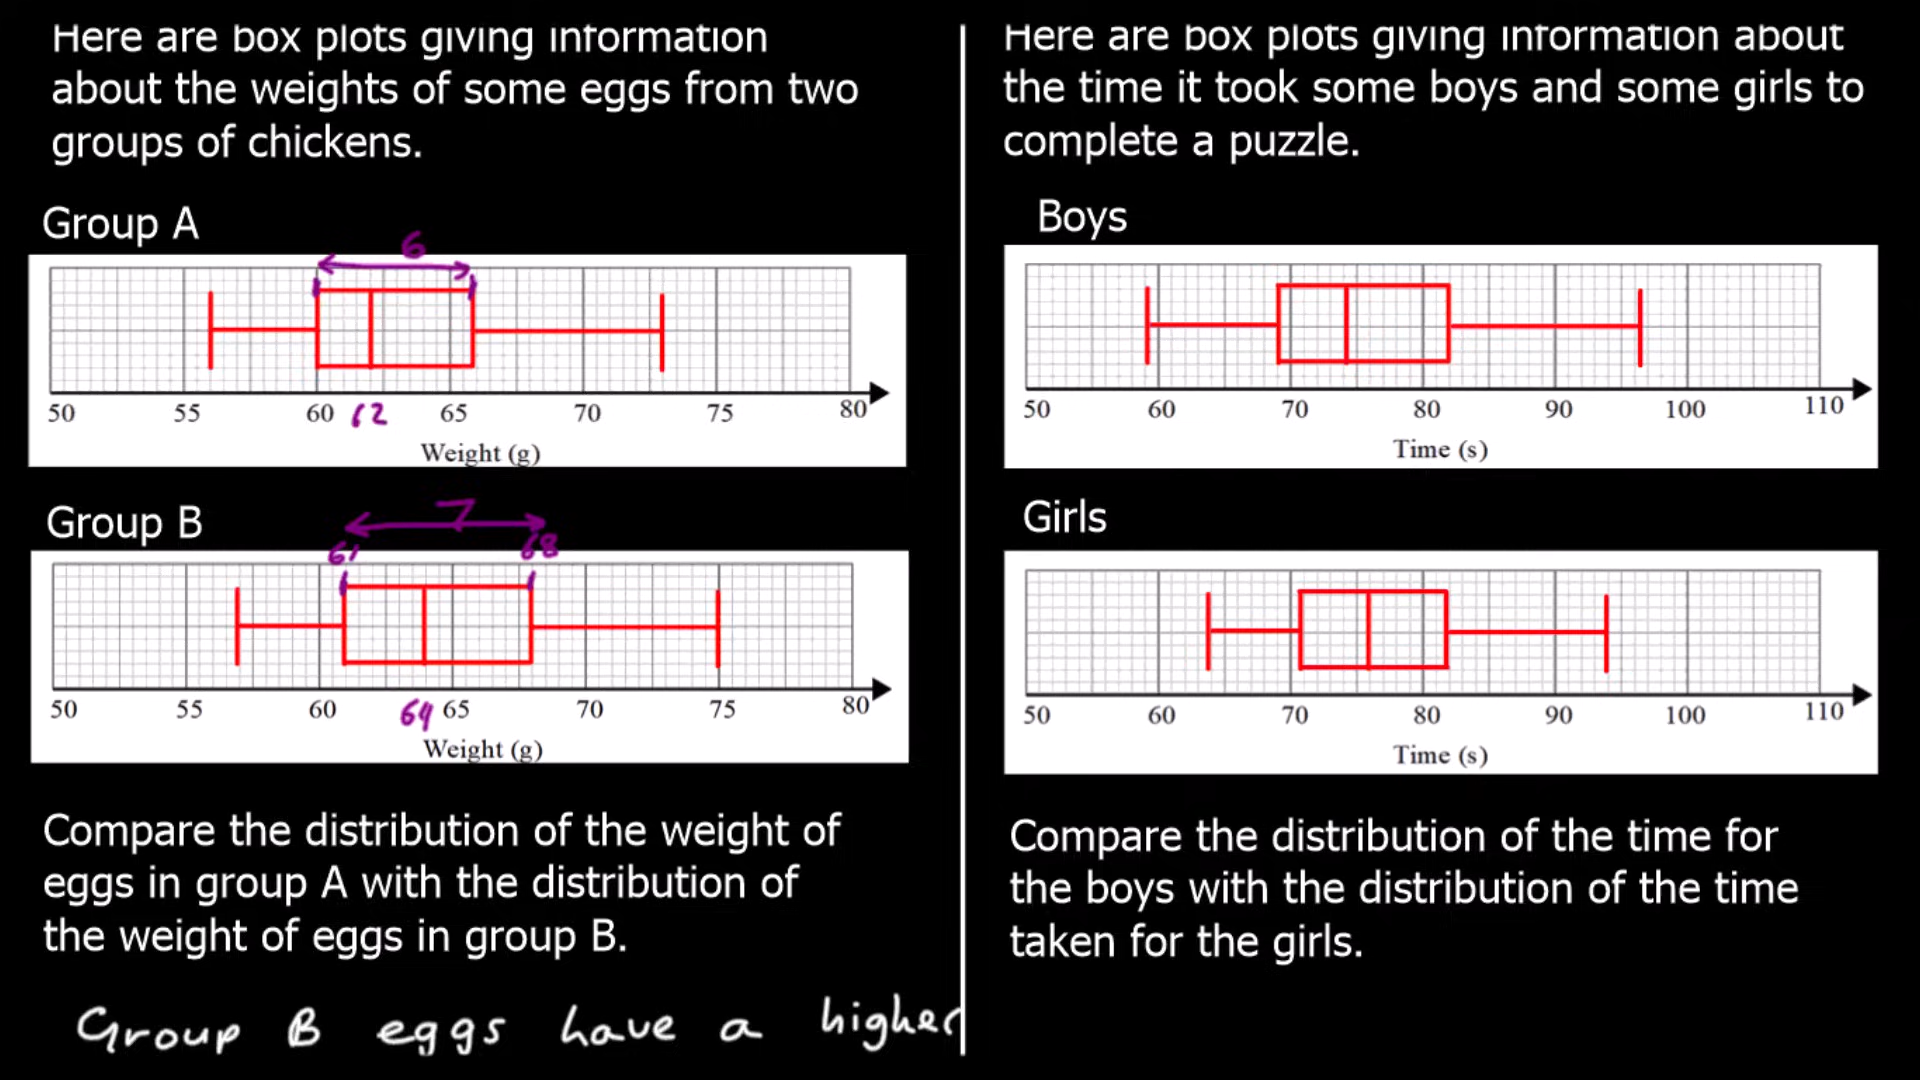 Here are box plots giving information
about the weights of some eggs from two
groups of chickens.
Group A
6
50 55 60 62 65 70 75 80
Weight (g)
Group B
7
61 68
50 55 60 64 65 70 75 80
Weight (g)
Compare the distribution of the weight of
eggs in group A with the distribution of
the weight of eggs in group B.
Group B eggs have a higher
Here are box plots giving information about
the time it took some boys and some girls to
complete a puzzle.
Boys
50 60 70 80 90 100 110
Time (s)
Girls
50 60 70 80 90 100 110
Time (s)
Compare the distribution of the time for
the boys with the distribution of the time
taken for the girls.